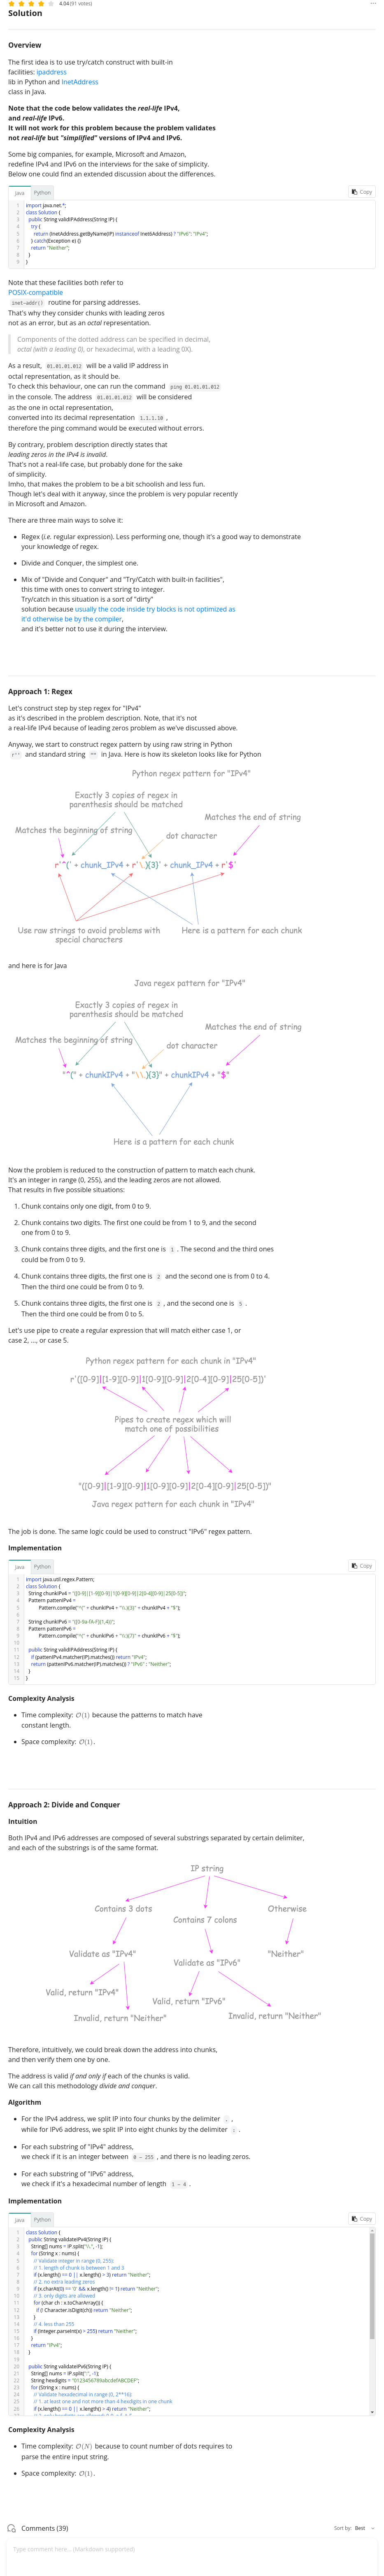 4.04 (91 votes)
Solution
Overview
The first idea is to use try/catch construct with built-in
facilities: ipaddress
lib in Python and InetAddress
class in Java.
Note that the code below validates the real-life IPv4,
and real-life IPv6.
It will not work for this problem because the problem validates
not real-life but "simplified" versions of IPv4 and IPv6.
Some big companies, for example, Microsoft and Amazon,
redefine IPv4 and IPv6 on the interviews for the sake of simplicity.
Below one could find an extended discussion about the differences.
Java Python Copy
1 import java.net.*;
2 class Solution {
3 public String validIPAddress(String IP) {
4 try {
5 return (InetAddress.getByName(IP) instanceof Inet6Address) ? "IPv6": "IPv4";
6 } catch(Exception e) {}
7 return "Neither";
8 }
9 }
Note that these facilities both refer to
POSIX-compatible
inet-addr() routine for parsing addresses.
That's why they consider chunks with leading zeros
not as an error, but as an octal representation.
Components of the dotted address can be specified in decimal,
octal (with a leading 0), or hexadecimal, with a leading 0X).
As a result, 01.01.01.012 will be a valid IP address in
octal representation, as it should be.
To check this behaviour, one can run the command ping 01.01.01.012
in the console. The address 01.01.01.012 will be considered
as the one in octal representation,
converted into its decimal representation 1.1.1.10 ,
therefore the ping command would be executed without errors.
By contrary, problem description directly states that
leading zeros in the IPv4 is invalid.
That's not a real-life case, but probably done for the sake
of simplicity.
Imho, that makes the problem to be a bit schoolish and less fun.
Though let's deal with it anyway, since the problem is very popular recently
in Microsoft and Amazon.
There are three main ways to solve it:
• Regex (i.e. regular expression). Less performing one, though it's a good way to demonstrate
your knowledge of regex.
• Divide and Conquer, the simplest one.
• Mix of "Divide and Conquer" and "Try/Catch with built-in facilities",
this time with ones to convert string to integer.
Try/catch in this situation is a sort of "dirty"
solution because usually the code inside try blocks is not optimized as
it'd otherwise be by the compiler,
and it's better not to use it during the interview.
Approach 1: Regex
Let's construct step by step regex for "IPv4"
as it's described in the problem description. Note, that it's not
a real-life IPv4 because of leading zeros problem as we've discussed above.
Anyway, we start to construct regex pattern by using raw string in Python
r'' and standard string "" in Java. Here is how its skeleton looks like for Python
Python regex pattern for "IPv4"
Exactly 3 copies of regex in
parenthesis should be matched
Matches the end of string
Matches the beginning of string
dot character
r'^(' + chunk_IPv4 + r'\.){3}' + chunk_IPv4 + r'$'
Use raw strings to avoid problems with
special characters
Here is a pattern for each chunk
and here is for Java
Java regex pattern for "IPv4"
Exactly 3 copies of regex in
parenthesis should be matched
Matches the end of string
Matches the beginning of string
dot character
"^(" + chunkIPv4 + "\\.){3}" + chunkIPv4 + "$"
Here is a pattern for each chunk
Now the problem is reduced to the construction of pattern to match each chunk.
It's an integer in range (0, 255), and the leading zeros are not allowed.
That results in five possible situations:
1. Chunk contains only one digit, from 0 to 9.
2. Chunk contains two digits. The first one could be from 1 to 9, and the second
one from 0 to 9.
3. Chunk contains three digits, and the first one is 1 . The second and the third ones
could be from 0 to 9.
4. Chunk contains three digits, the first one is 2 and the second one is from 0 to 4.
Then the third one could be from 0 to 9.
5. Chunk contains three digits, the first one is 2 , and the second one is 5 .
Then the third one could be from 0 to 5.
Let's use pipe to create a regular expression that will match either case 1, or
case 2, ..., or case 5.
Python regex pattern for each chunk in "IPv4"
r'([0-9]|[1-9][0-9]|1[0-9][0-9]|2[0-4][0-9]|25[0-5])'
Pipes to create regex which will
match one of possibilities
"([0-9]|[1-9][0-9]|1[0-9][0-9]|2[0-4][0-9]|25[0-5])"
Java regex pattern for each chunk in "IPv4"
The job is done. The same logic could be used to construct "IPv6" regex pattern.
Implementation
Java Python Copy
1 import java.util.regex.Pattern;
2 class Solution {
3 String chunkIPv4 = "([0-9]|[1-9][0-9]|1[0-9][0-9]|2[0-4][0-9]|25[0-5])";
4 Pattern pattenIPv4 =
5 Pattern.compile("^(" + chunkIPv4 + "\\.){3}" + chunkIPv4 + "$");
6
7 String chunkIPv6 = "([0-9a-fA-F]{1,4})";
8 Pattern pattenIPv6 =
9 Pattern.compile("^(" + chunkIPv6 + "\\:){7}" + chunkIPv6 + "$");
10
11 public String validIPAddress(String IP) {
12 if (pattenIPv4.matcher(IP).matches()) return "IPv4";
13 return (pattenIPv6.matcher(IP).matches()) ? "IPv6" : "Neither";
14 }
15 }
Complexity Analysis
• Time complexity: O(1) because the patterns to match have
constant length.
• Space complexity: O(1).
Approach 2: Divide and Conquer
Intuition
Both IPv4 and IPv6 addresses are composed of several substrings separated by certain delimiter,
and each of the substrings is of the same format.
IP string
Contains 3 dots
Contains 7 colons
Otherwise
Validate as "IPv4"
Validate as "IPv6"
"Neither"
Valid, return "IPv4"
Valid, return "IPv6"
Invalid, return "Neither"
Invalid, return "Neither"
Therefore, intuitively, we could break down the address into chunks,
and then verify them one by one.
The address is valid if and only if each of the chunks is valid.
We can call this methodology divide and conquer.
Algorithm
• For the IPv4 address, we split IP into four chunks by the delimiter . ,
while for IPv6 address, we split IP into eight chunks by the delimiter : .
• For each substring of "IPv4" address,
we check if it is an integer between 0 - 255 , and there is no leading zeros.
• For each substring of "IPv6" address,
we check if it's a hexadecimal number of length 1 - 4 .
Implementation
Java Python Copy
1 class Solution {
2 public String validateIPv4(String IP) {
3 String[] nums = IP.split("\\.", -1);
4 for (String x : nums) {
5 // Validate integer in range (0, 255):
6 // 1. length of chunk is between 1 and 3
7 if (x.length() == 0 || x.length() > 3) return "Neither";
8 // 2. no extra leading zeros
9 if (x.charAt(0) == '0' && x.length() != 1) return "Neither";
10 // 3. only digits are allowed
11 for (char ch : x.toCharArray()) {
12 if (! Character.isDigit(ch)) return "Neither";
13 }
14 // 4. less than 255
15 if (Integer.parseInt(x) > 255) return "Neither";
16 }
17 return "IPv4";
18 }
19
20 public String validateIPv6(String IP) {
21 String[] nums = IP.split(":", -1);
22 String hexdigits = "0123456789abcdefABCDEF";
23 for (String x : nums) {
24 // Validate hexadecimal in range (0, 2**16):
25 // 1. at least one and not more than 4 hexdigits in one chunk
26 if (x.length() == 0 || x.length() > 4) return "Neither";
Complexity Analysis
• Time complexity: O(N) because to count number of dots requires to
parse the entire input string.
• Space complexity: O(1).
Comments (39)
Sort by: Best
Type comment here... (Markdown supported)